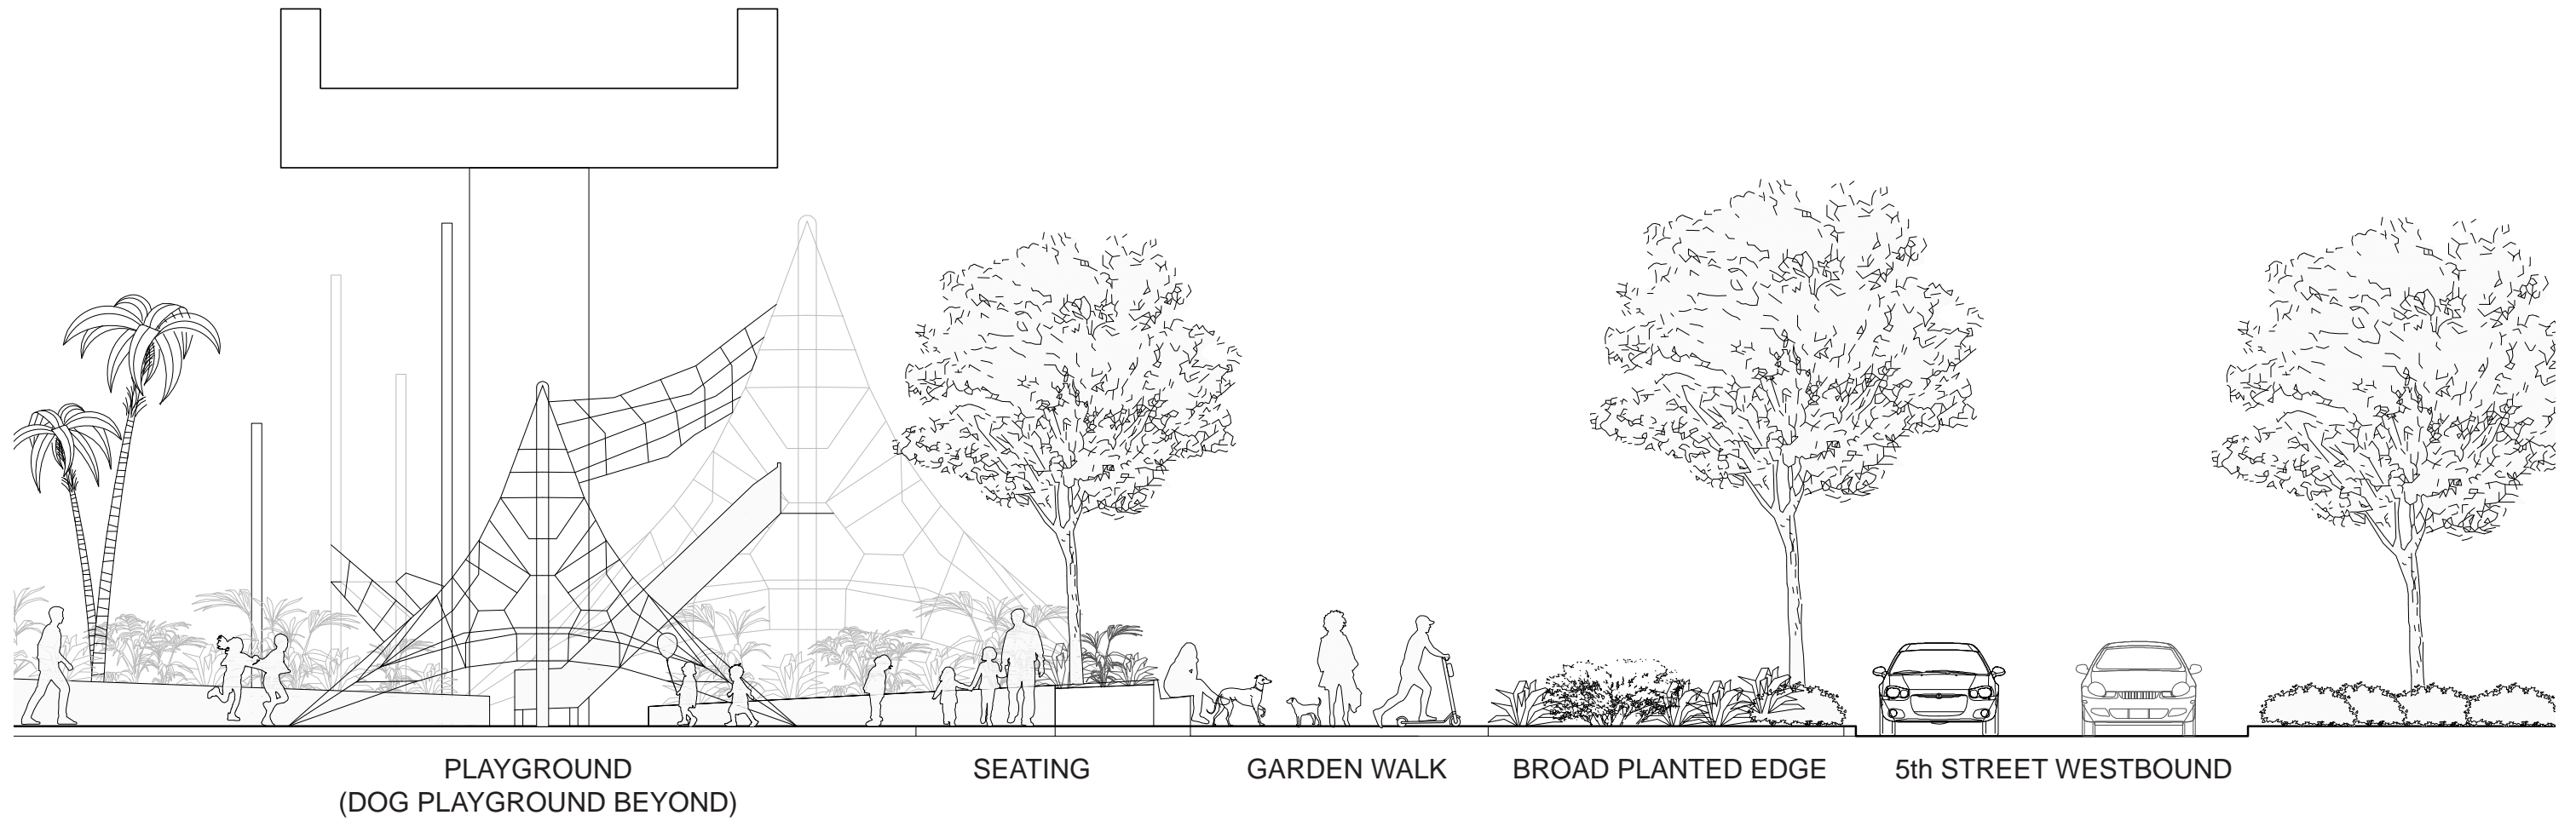 PLAYGROUND
(DOG PLAYGROUND BEYOND)
SEATING
GARDEN WALK
BROAD PLANTED EDGE
5th STREET WESTBOUND